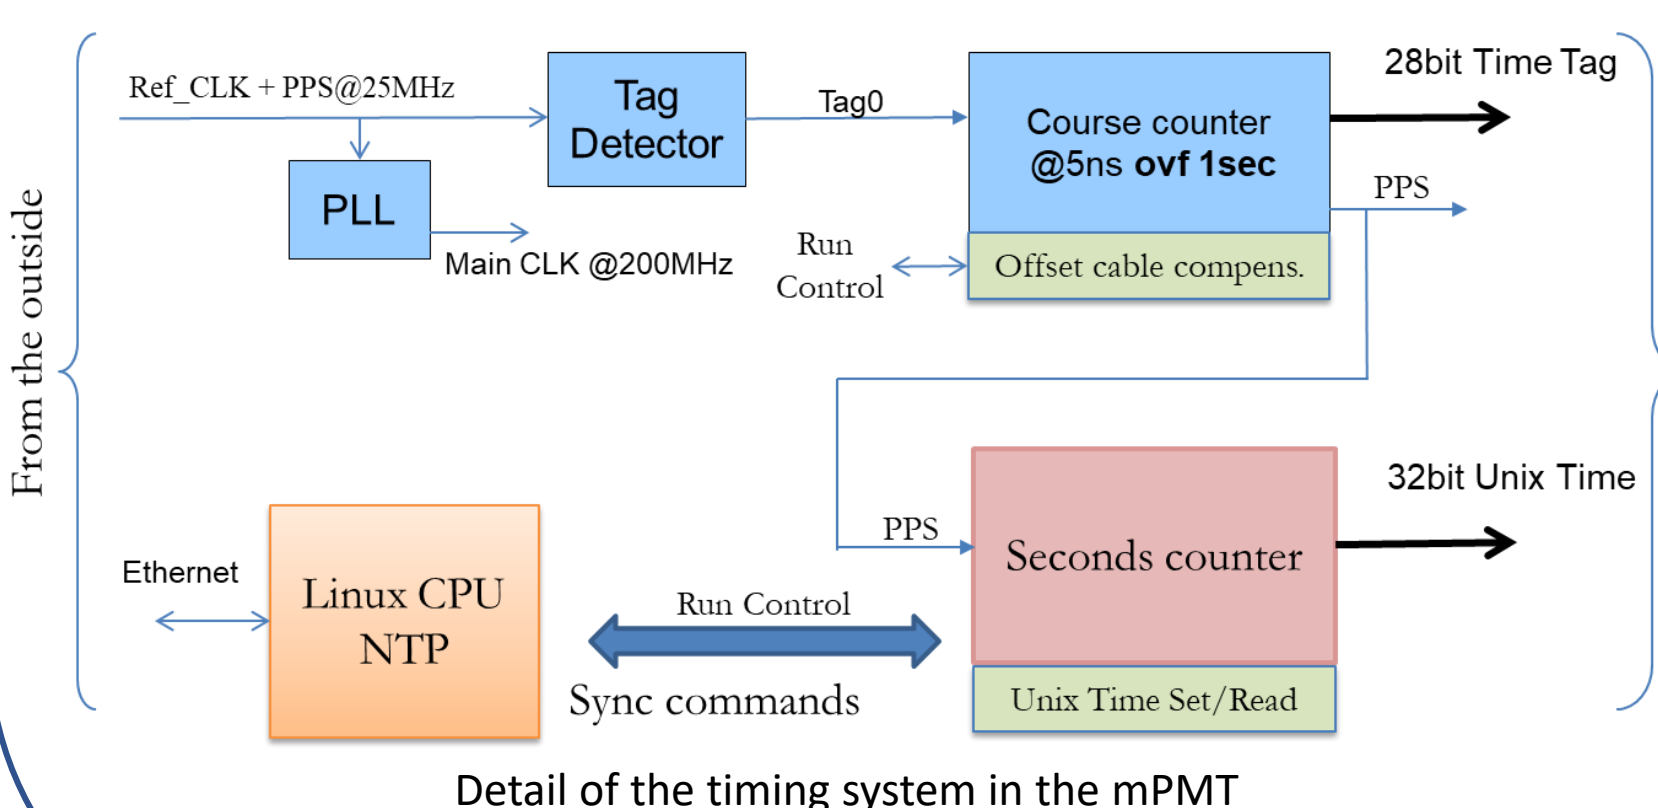 From the outside
Ref_CLK + PPS@25MHz
Tag
Detector
Tag0
Course counter
@5ns ovf 1sec
28bit Time Tag
PPS
PLL
Main CLK @200MHz
Run
Control
Offset cable compens.
Ethernet
Linux CPU
NTP
Run Control
Sync commands
PPS
Seconds counter
32bit Unix Time
Unix Time Set/Read
Detail of the timing system in the mPMT